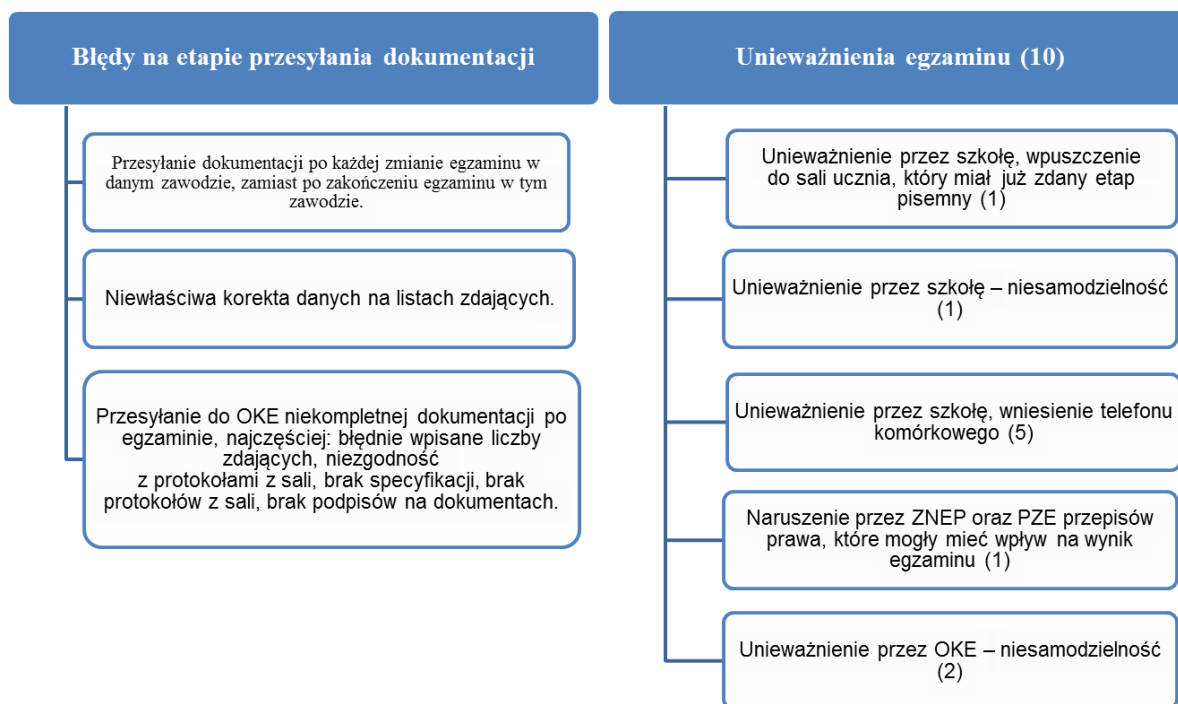 Błędy na etapie przesyłania dokumentacji
Przesyłanie dokumentacji po każdej zmianie egzaminu w
danym zawodzie, zamiast po zakończeniu egzaminu w tym
zawodzie.
Niewłaściwa korekta danych na listach zdających.
Przesyłanie do OKE niekompletnej dokumentacji po
egzaminie, najczęściej: błędnie wpisane liczby
zdających, niezgodność
z protokołami z sali, brak specyfikacji, brak
protokołów z sali, brak podpisów na dokumentach.
Unieważnienia egzaminu (10)
Unieważnienie przez szkołę, wpuszczenie
do sali ucznia, który miał już zdany etap
pisemny (1)
Unieważnienie przez szkołę – niesamodzielność
(1)
Unieważnienie przez szkołę, wniesienie telefonu
komórkowego (5)
Naruszenie przez ZNEP oraz PZE przepisów
prawa, które mogły mieć wpływ na wynik
egzaminu (1)
Unieważnienie przez OKE – niesamodzielność
(2)